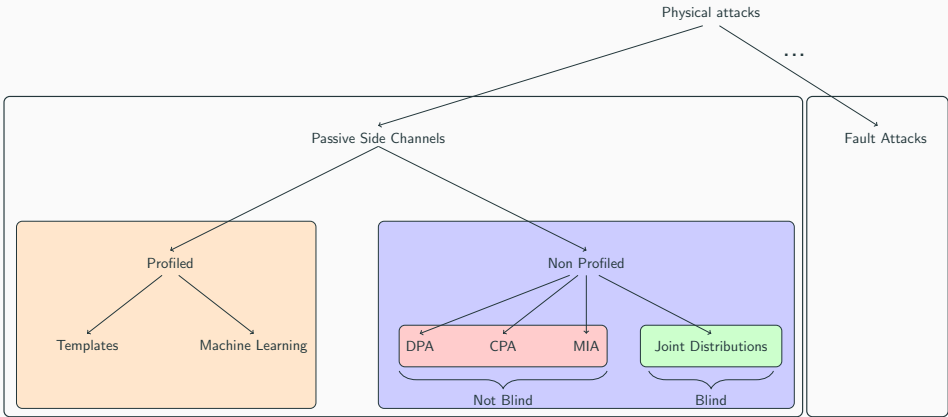 Physical attacks
...
Passive Side Channels
Fault Attacks
Profiled
Non Profiled
Templates
Machine Learning
DPA
CPA
MIA
Joint Distributions
Not Blind
Blind